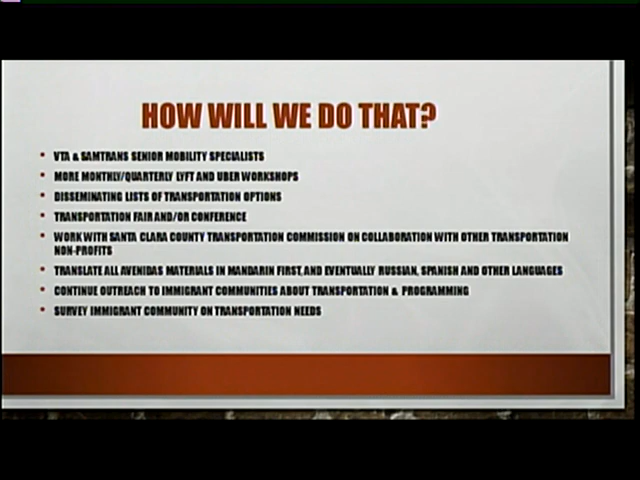 HOW WILL WE DO THAT?
• VTA & SAMTRANS SENIOR MOBILITY SPECIALISTS
• MORE MONTHLY/QUARTERLY LYFT AND UBER WORKSHOPS
• DISSEMINATING LISTS OF TRANSPORTATION OPTIONS
• TRANSPORTATION FAIR AND/OR CONFERENCE
• WORK WITH SANTA CLARA COUNTY TRANSPORTATION COMMISSION ON COLLABORATION WITH OTHER TRANSPORTATION
NON-PROFITS
• TRANSLATE ALL AVENIDAS MATERIALS IN MANDARIN FIRST, AND EVENTUALLY RUSSIAN, SPANISH AND OTHER LANGUAGES
• CONTINUE OUTREACH TO IMMIGRANT COMMUNITIES ABOUT TRANSPORTATION & PROGRAMMING
• SURVEY IMMIGRANT COMMUNITY ON TRANSPORTATION NEEDS